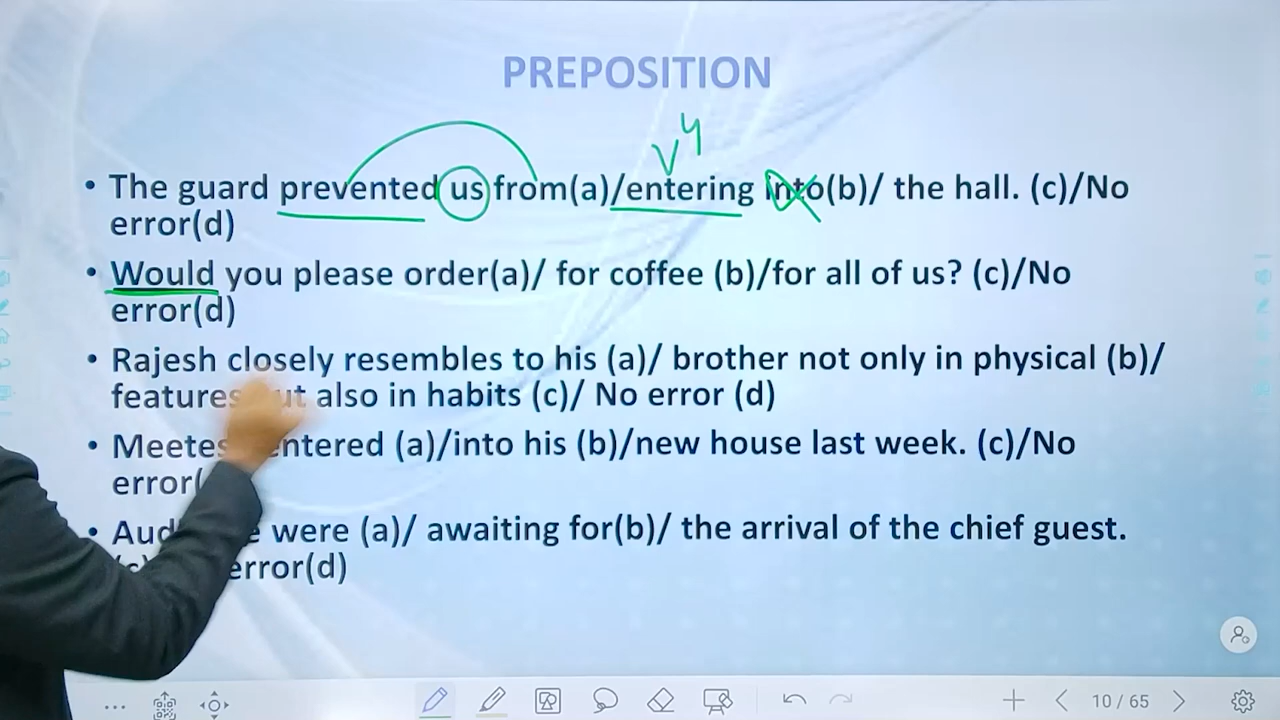 PREPOSITION
V4
• The guard prevented us from(a)/entering into(b)/ the hall. (c)/No
error(d)
• Would you please order(a)/ for coffee (b)/for all of us? (c)/No
error(d)
• Rajesh closely resembles to his (a)/ brother not only in physical (b)/
features also in habits (c)/ No error (d)
• entered (a)/into his (b)/new house last week. (c)/No
• were (a)/ awaiting for(b)/ the arrival of the chief guest.
error(d)
10 / 65